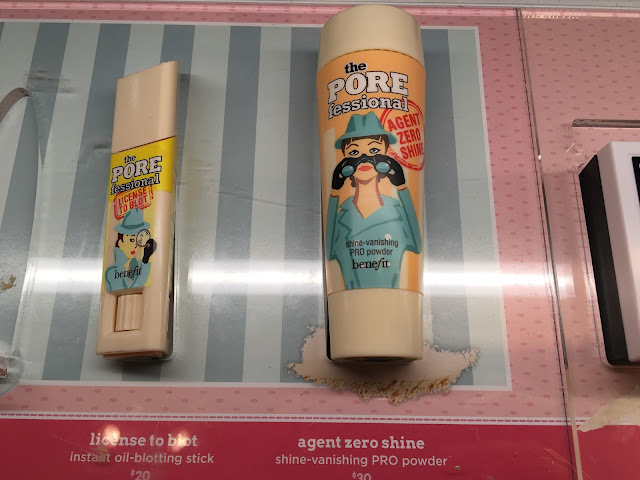 the
PORE
fessional
LICENSE
TO BLOT
benefit
the
PORE
fessional
AGENT
ZERO
SHINE
shine-vanishing
PRO powder
benefit
license to blot
instant oil-blotting stick
$20
agent zero shine
shine-vanishing PRO powder
$30